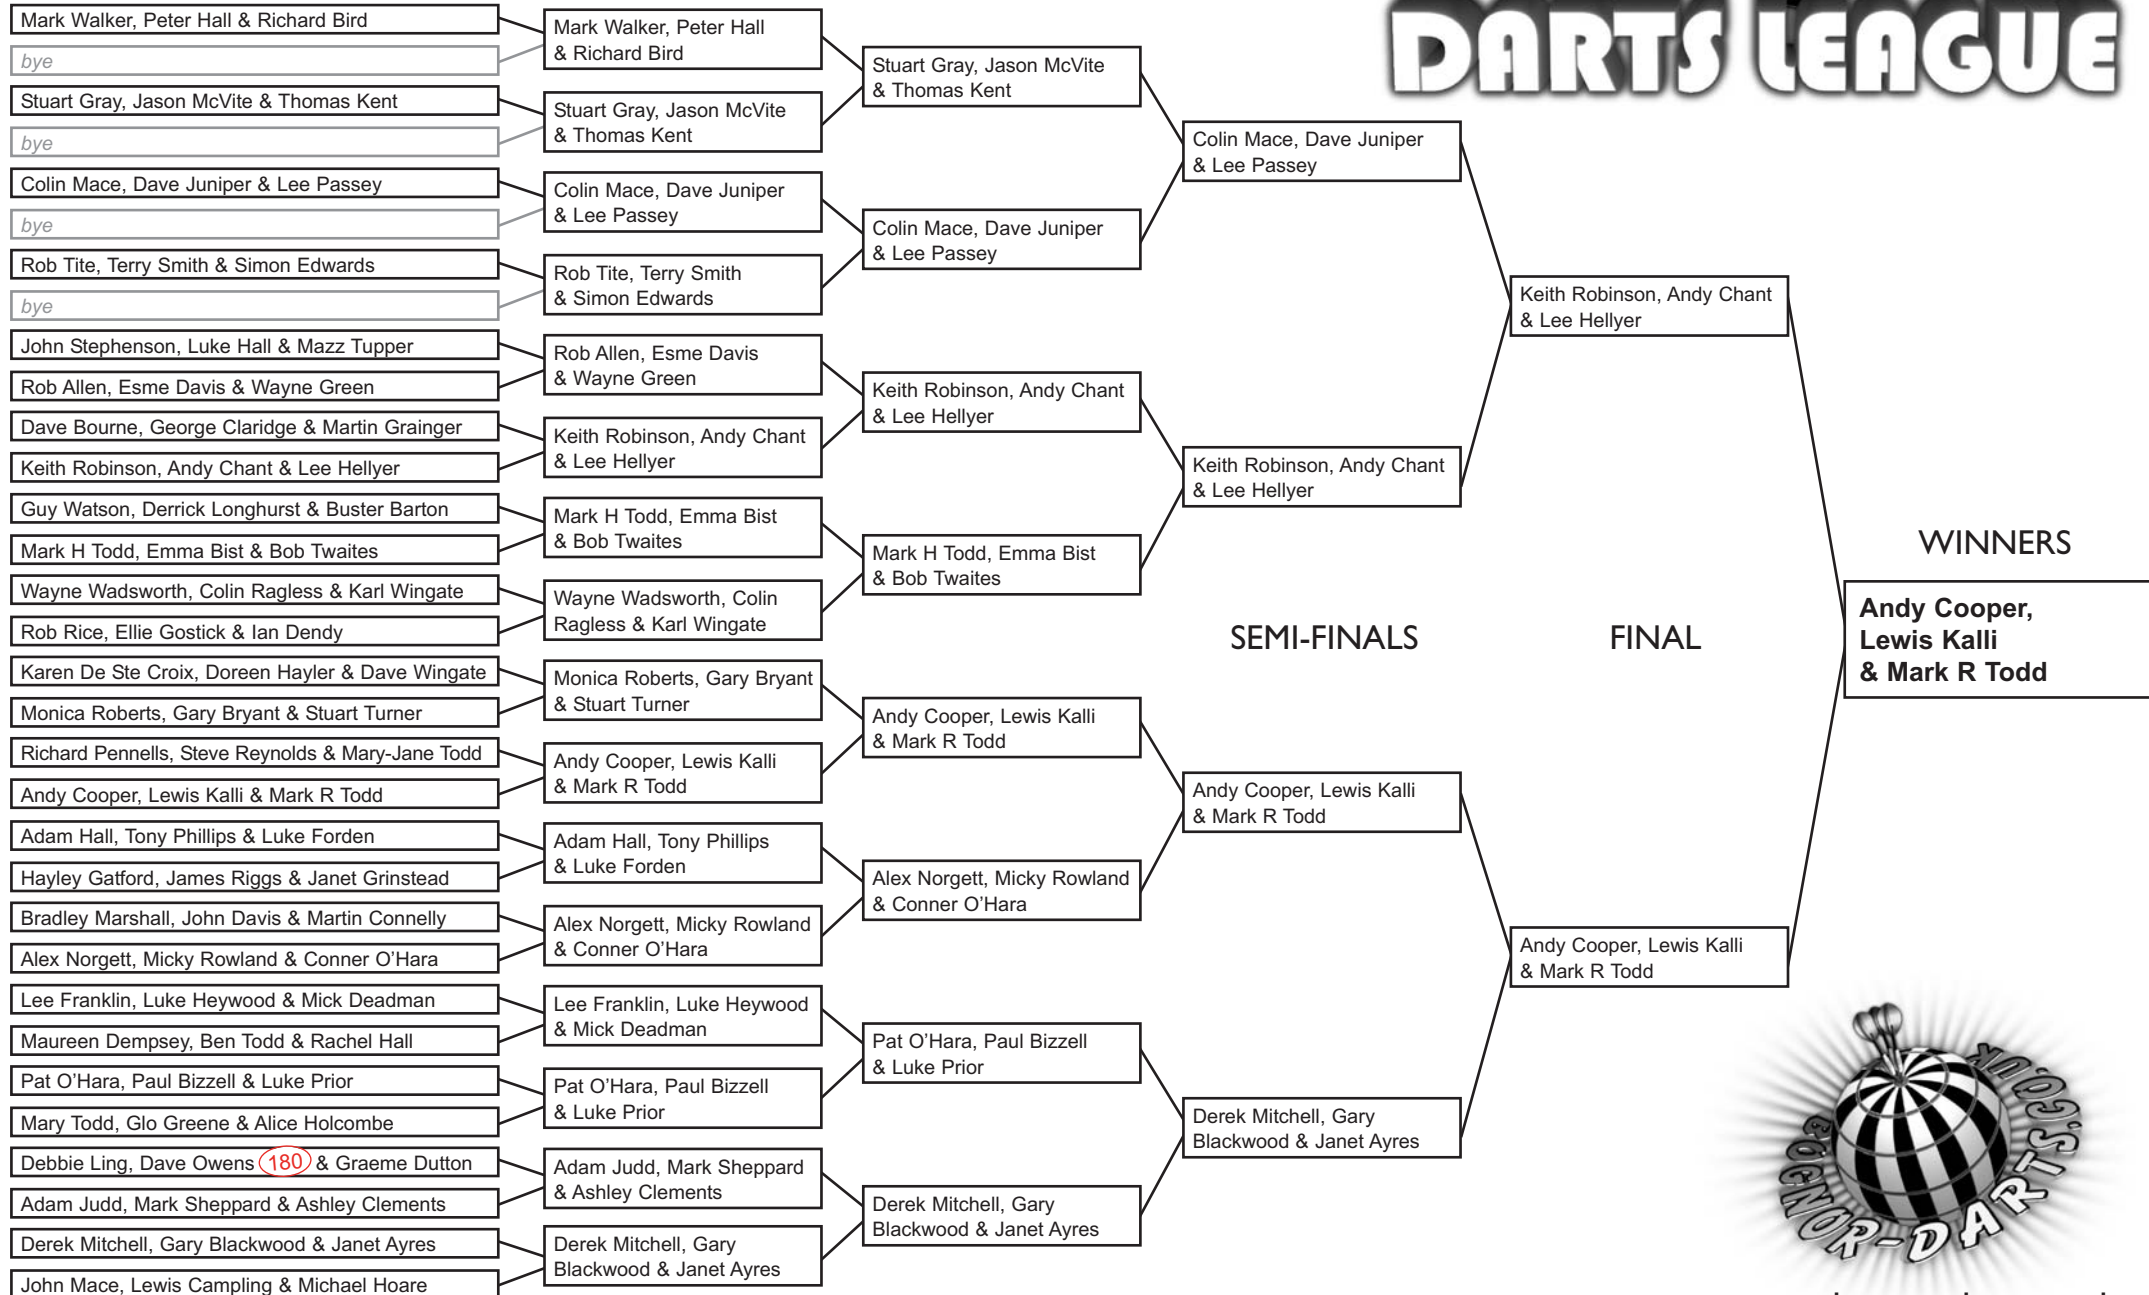 DARTS LEAGUE
Mark Walker, Peter Hall & Richard Bird
bye
Stuart Gray, Jason McVite & Thomas Kent
bye
Colin Mace, Dave Juniper & Lee Passey
bye
Rob Tite, Terry Smith & Simon Edwards
bye
John Stephenson, Luke Hall & Mazz Tupper
Rob Allen, Esme Davis & Wayne Green
Dave Bourne, George Claridge & Martin Grainger
Keith Robinson, Andy Chant & Lee Hellyer
Guy Watson, Derrick Longhurst & Buster Barton
Mark H Todd, Emma Bist & Bob Twaites
Wayne Wadsworth, Colin Ragless & Karl Wingate
Rob Rice, Ellie Gostick & Ian Dendy
Karen De Ste Croix, Doreen Hayler & Dave Wingate
Monica Roberts, Gary Bryant & Stuart Turner
Richard Pennells, Steve Reynolds & Mary-Jane Todd
Andy Cooper, Lewis Kalli & Mark R Todd
Adam Hall, Tony Phillips & Luke Forden
Hayley Gatford, James Riggs & Janet Grinstead
Bradley Marshall, John Davis & Martin Connelly
Alex Norgett, Micky Rowland & Conner O'Hara
Lee Franklin, Luke Heywood & Mick Deadman
Maureen Dempsey, Ben Todd & Rachel Hall
Pat O'Hara, Paul Bizzell & Luke Prior
Mary Todd, Glo Greene & Alice Holcombe
Debbie Ling, Dave Owens 180 & Graeme Dutton
Adam Judd, Mark Sheppard & Ashley Clements
Derek Mitchell, Gary Blackwood & Janet Ayres
John Mace, Lewis Campling & Michael Hoare
Mark Walker, Peter Hall
& Richard Bird
Stuart Gray, Jason McVite
& Thomas Kent
Colin Mace, Dave Juniper
& Lee Passey
Rob Tite, Terry Smith
& Simon Edwards
Rob Allen, Esme Davis
& Wayne Green
Keith Robinson, Andy Chant
& Lee Hellyer
Mark H Todd, Emma Bist
& Bob Twaites
Wayne Wadsworth, Colin
Ragless & Karl Wingate
Monica Roberts, Gary Bryant
& Stuart Turner
Andy Cooper, Lewis Kalli
& Mark R Todd
Adam Hall, Tony Phillips
& Luke Forden
Alex Norgett, Micky Rowland
& Conner O'Hara
Lee Franklin, Luke Heywood
& Mick Deadman
Pat O'Hara, Paul Bizzell
& Luke Prior
Adam Judd, Mark Sheppard
& Ashley Clements
Derek Mitchell, Gary
Blackwood & Janet Ayres
Stuart Gray, Jason McVite
& Thomas Kent
Colin Mace, Dave Juniper
& Lee Passey
Keith Robinson, Andy Chant
& Lee Hellyer
Mark H Todd, Emma Bist
& Bob Twaites
Andy Cooper, Lewis Kalli
& Mark R Todd
Alex Norgett, Micky Rowland
& Conner O'Hara
Pat O'Hara, Paul Bizzell
& Luke Prior
Derek Mitchell, Gary
Blackwood & Janet Ayres
Colin Mace, Dave Juniper
& Lee Passey
Keith Robinson, Andy Chant
& Lee Hellyer
SEMI-FINALS
Andy Cooper, Lewis Kalli
& Mark R Todd
Derek Mitchell, Gary
Blackwood & Janet Ayres
Keith Robinson, Andy Chant
& Lee Hellyer
FINAL
Andy Cooper, Lewis Kalli
& Mark R Todd
WINNERS
Andy Cooper,
Lewis Kalli
& Mark R Todd
BOGNOR-DARTS.CO.UK